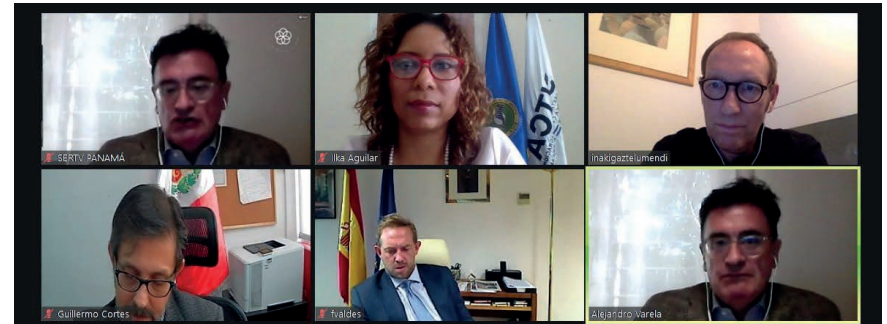 SERTV PANAMÁ
Ilka Aguilar
inakigaztelumendi
Guillermo Cortes
fvaldes
Alejandro Varela